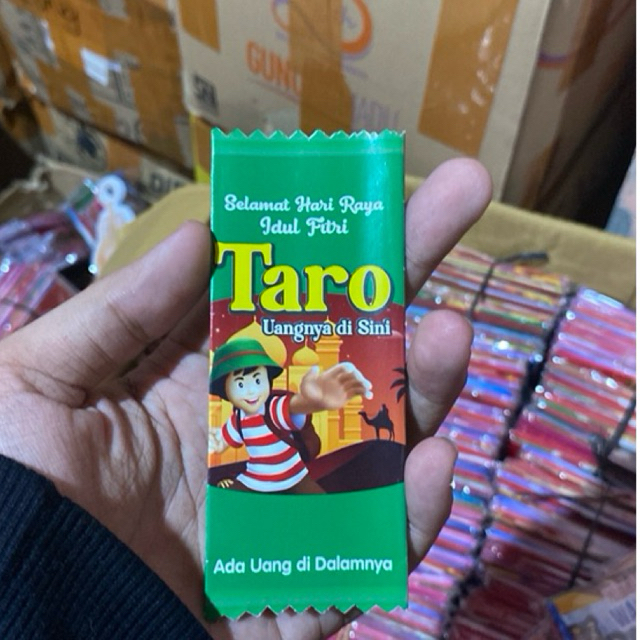 Selamat Hari Raya
Idul Fitri
Taro
Uangnya di Sini
Ada Uang di Dalamnya